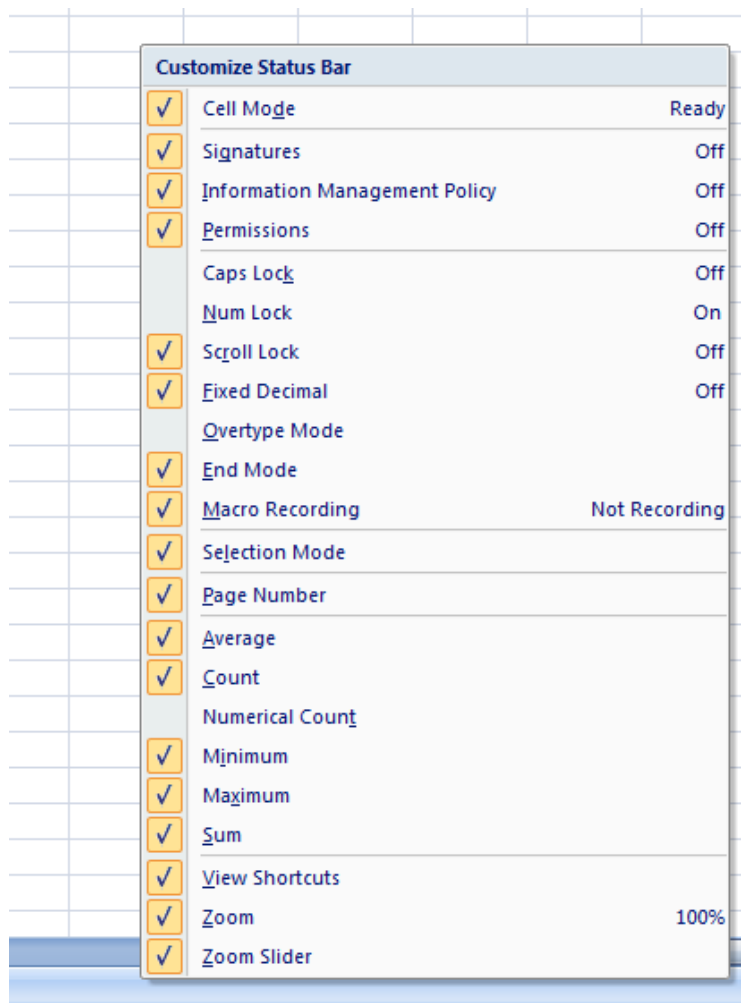 Customize Status Bar
Cell Mode Ready
Signatures Off
Information Management Policy Off
Permissions Off
Caps Lock Off
Num Lock On
Scroll Lock Off
Fixed Decimal Off
Overtype Mode
End Mode
Macro Recording Not Recording
Selection Mode
Page Number
Average
Count
Numerical Count
Minimum
Maximum
Sum
View Shortcuts
Zoom 100%
Zoom Slider